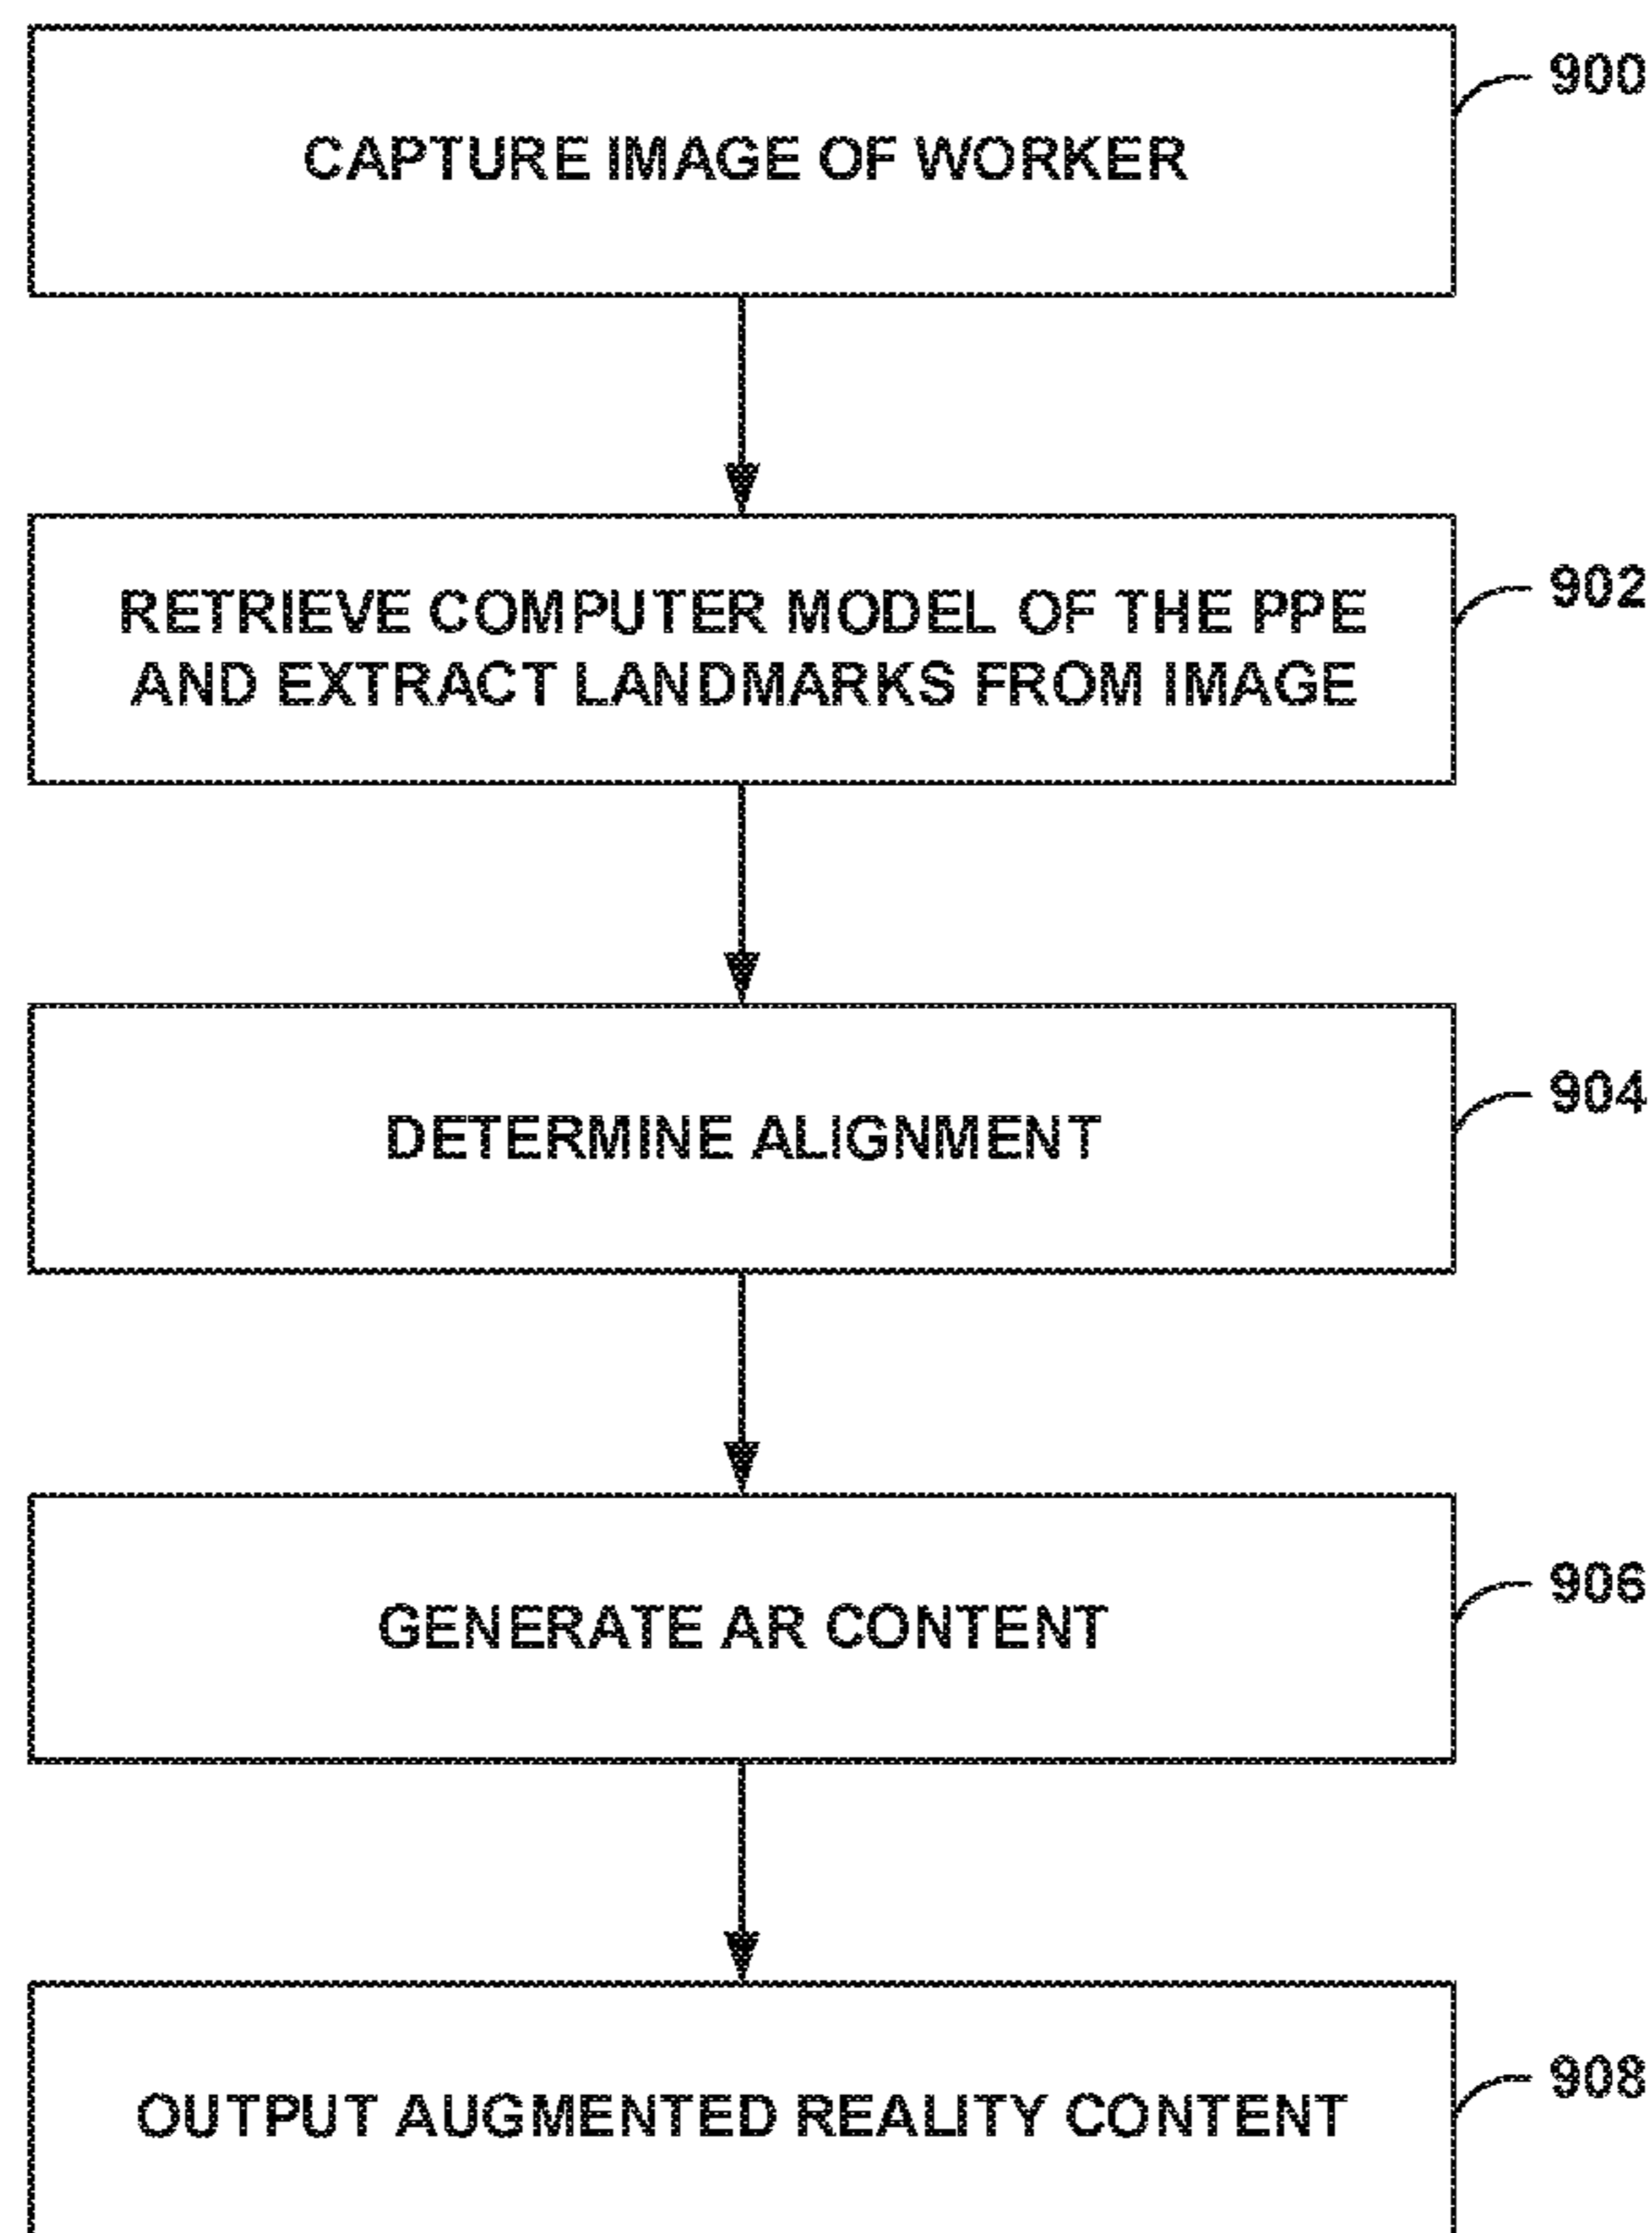 CAPTURE IMAGE OF WORKER
900
RETRIEVE COMPUTER MODEL OF THE PPE
AND EXTRACT LANDMARKS FROM IMAGE
902
DETERMINE ALIGNMENT
904
GENERATE AR CONTENT
906
OUTPUT AUGMENTED REALITY CONTENT
908